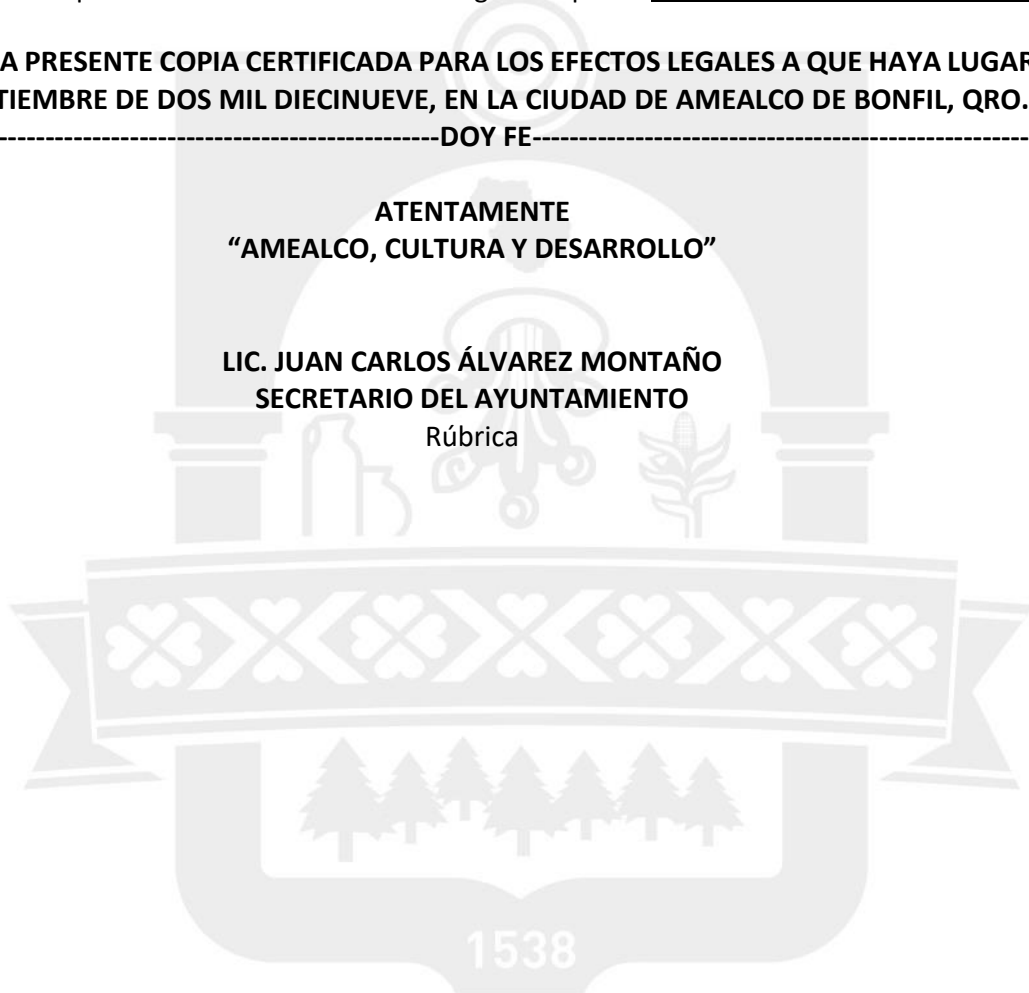 A PRESENTE COPIA CERTIFICADA PARA LOS EFECTOS LEGALES A QUE HAYA LUGAR
TIEMBRE DE DOS MIL DIECINUEVE, EN LA CIUDAD DE AMEALCO DE BONFIL, QRO.
------------------------------------------------DOY FE------------------------------------------------------
ATENTAMENTE
“AMEALCO, CULTURA Y DESARROLLO”
LIC. JUAN CARLOS ÁLVAREZ MONTAÑO
SECRETARIO DEL AYUNTAMIENTO
Rúbrica
1538